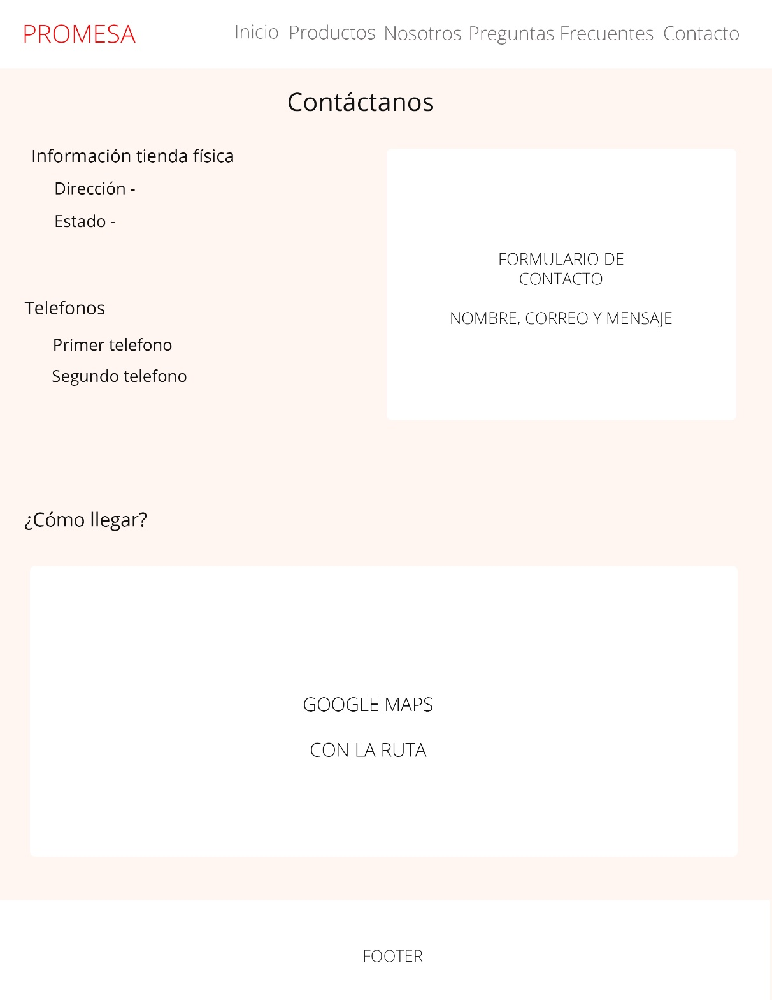 PROMESA
Inicio Productos Nosotros Preguntas Frecuentes Contacto
Contáctanos
Información tienda física
Dirección -
Estado -
Telefonos
Primer telefono
Segundo telefono
FORMULARIO DE
CONTACTO
NOMBRE, CORREO Y MENSAJE
¿Cómo llegar?
GOOGLE MAPS
CON LA RUTA
FOOTER